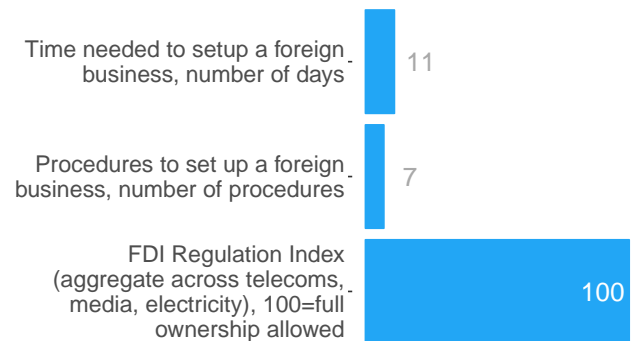 Time needed to setup a foreign
business, number of days
11
Procedures to set up a foreign
business, number of procedures
7
FDI Regulation Index
(aggregate across telecoms,
media, electricity), 100=full
ownership allowed
100